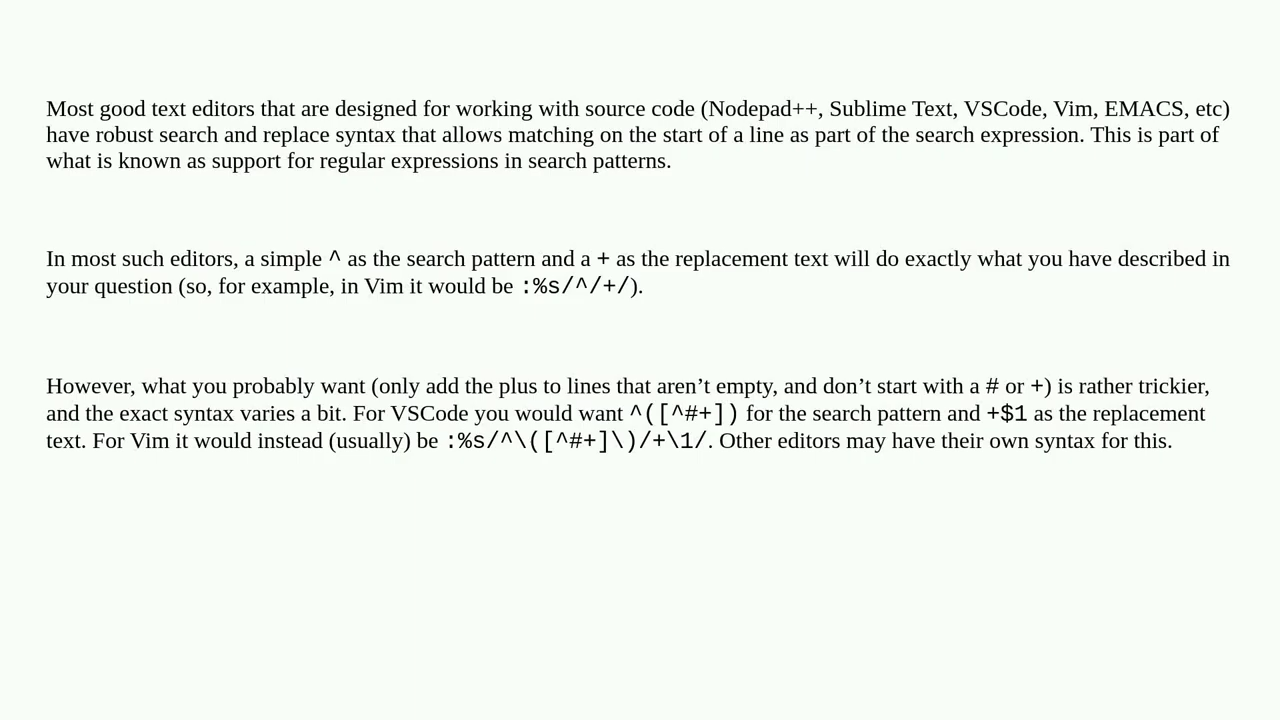 Most good text editors that are designed for working with source code (Nodepad++, Sublime Text, VSCode, Vim, EMACS, etc)
have robust search and replace syntax that allows matching on the start of a line as part of the search expression. This is part of
what is known as support for regular expressions in search patterns.
In most such editors, a simple ^ as the search pattern and a + as the replacement text will do exactly what you have described in
your question (so, for example, in Vim it would be :%s/^/+/).
However, what you probably want (only add the plus to lines that aren’t empty, and don’t start with a # or +) is rather trickier,
and the exact syntax varies a bit. For VSCode you would want ^([^#+]) for the search pattern and +$1 as the replacement
text. For Vim it would instead (usually) be :%s/^\([^#+]\)/+\1/. Other editors may have their own syntax for this.